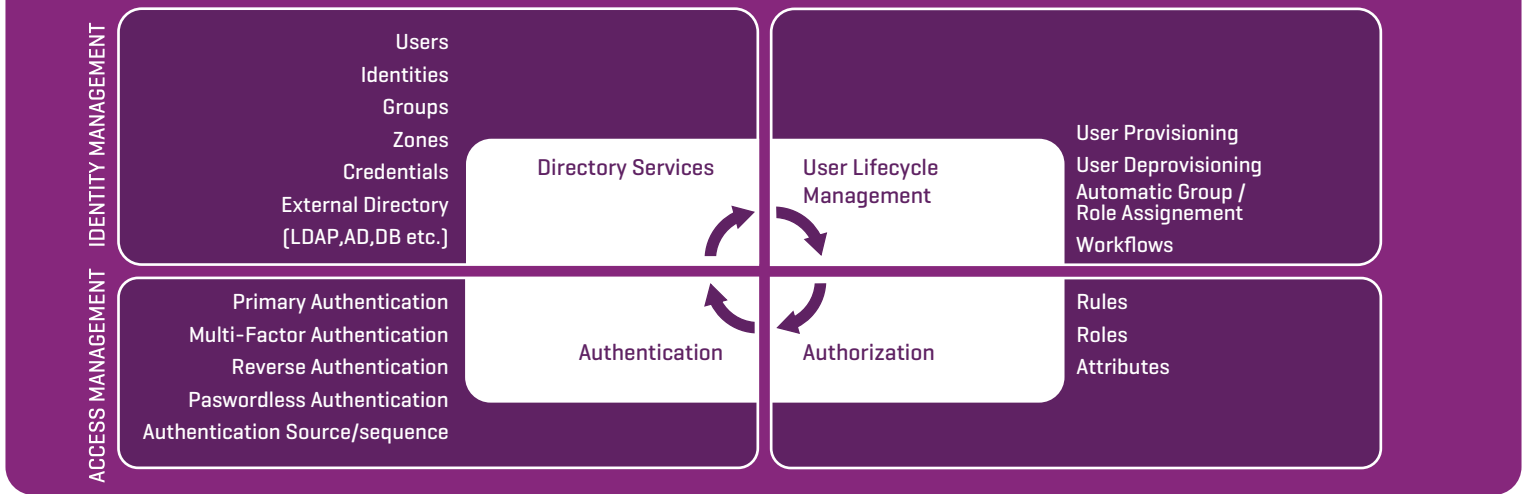 IDENTITY MANAGEMENT
Users
Identities
Groups
Zones
Credentials
External Directory
(LDAP,AD,DB etc.)
Directory Services
User Lifecycle
Management
User Provisioning
User Deprovisioning
Automatic Group /
Role Assignement
Workflows
ACCESS MANAGEMENT
Primary Authentication
Multi-Factor Authentication
Reverse Authentication
Paswordless Authentication
Authentication Source/sequence
Authentication
Authorization
Rules
Roles
Attributes